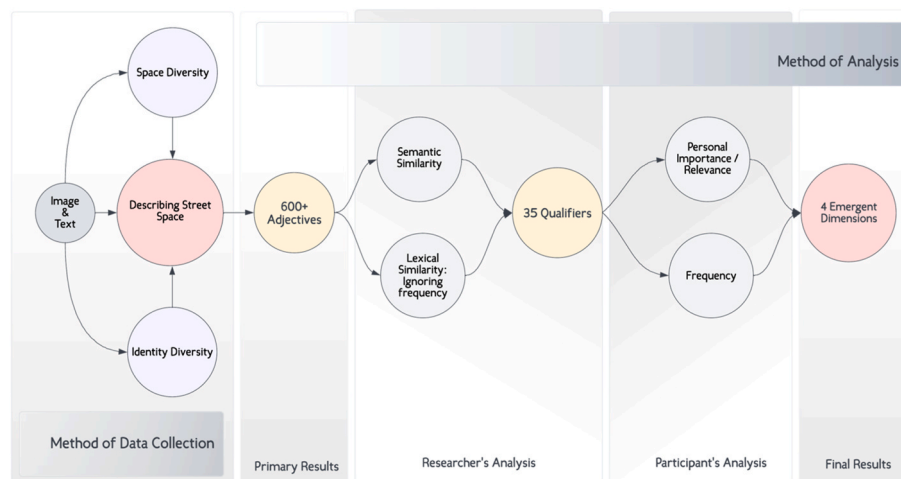 Method of Analysis
Space Diversity
Image
&
Text
Describing Street
Space
Identity Diversity
600+
Adjectives
Semantic
Similarity
Lexical
Similarity:
Ignoring
frequency
35 Qualifiers
Personal
Importance /
Relevance
Frequency
4 Emergent
Dimensions
Method of Data Collection
Primary Results
Researcher's Analysis
Participant's Analysis
Final Results